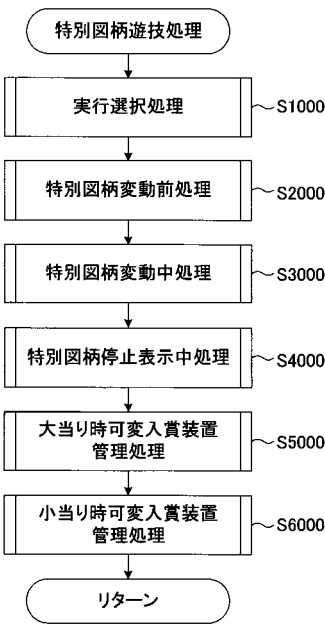 特別図柄遊技処理
実行選択処理
S1000
特別図柄変動前処理
S2000
特別図柄変動中処理
S3000
特別図柄停止表示中処理
S4000
大当り時可変入賞装置
管理処理
S5000
小当り時可変入賞装置
管理処理
S6000
リターン